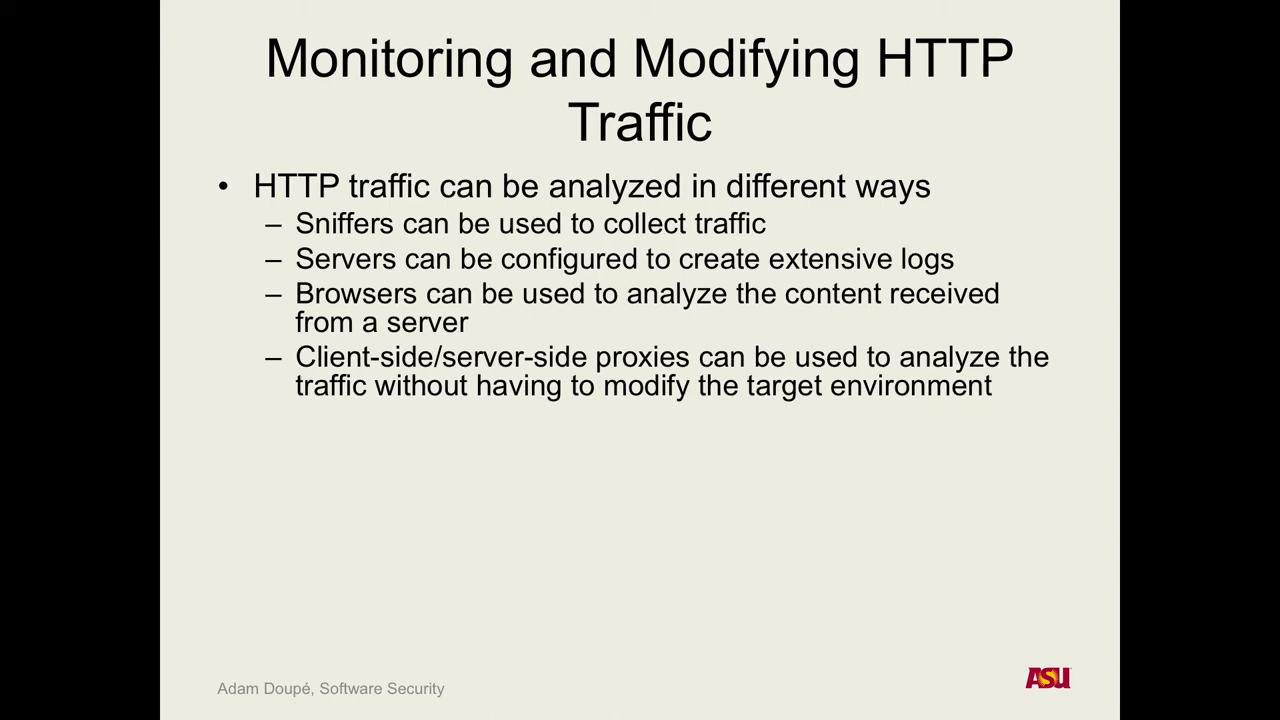 Monitoring and Modifying HTTP
Traffic
• HTTP traffic can be analyzed in different ways
– Sniffers can be used to collect traffic
– Servers can be configured to create extensive logs
– Browsers can be used to analyze the content received
from a server
– Client-side/server-side proxies can be used to analyze the
traffic without having to modify the target environment
Adam Doupé, Software Security
ASU